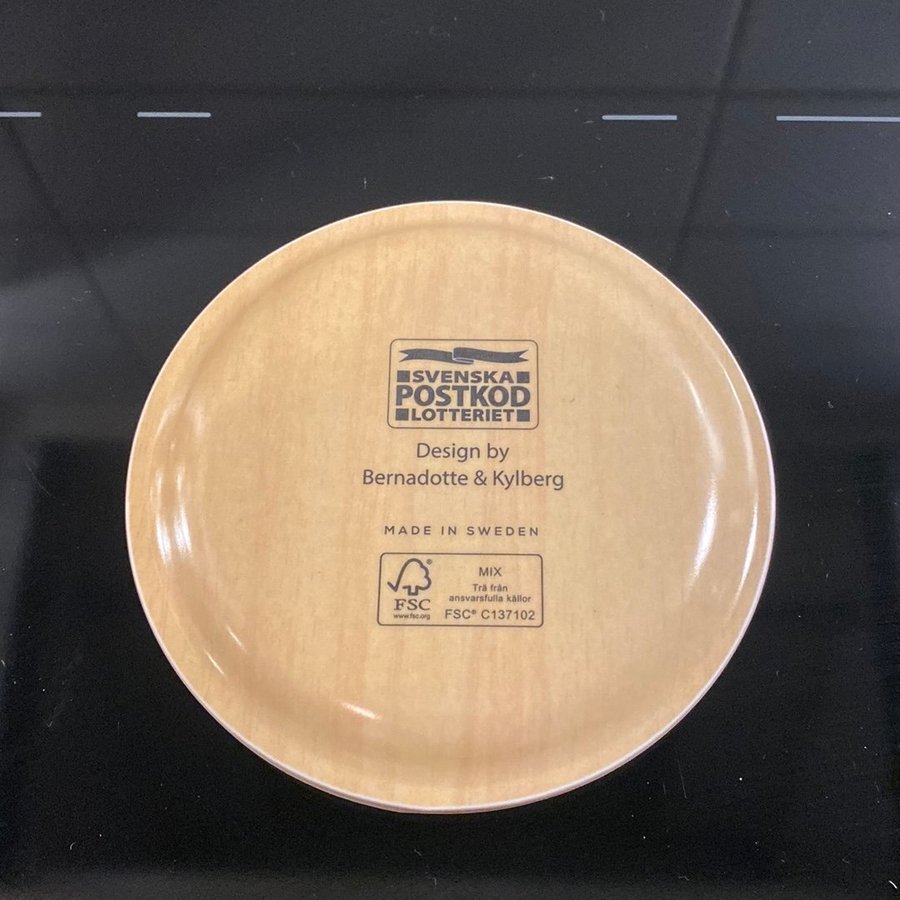 SVENSKA
POSTKOD
LOTTERIET
Design by
Bernadotte & Kylberg
MADE IN SWEDEN
FSC
www.fsc.org
MIX
Trä från
ansvarsfulla källor
FSC® C137102